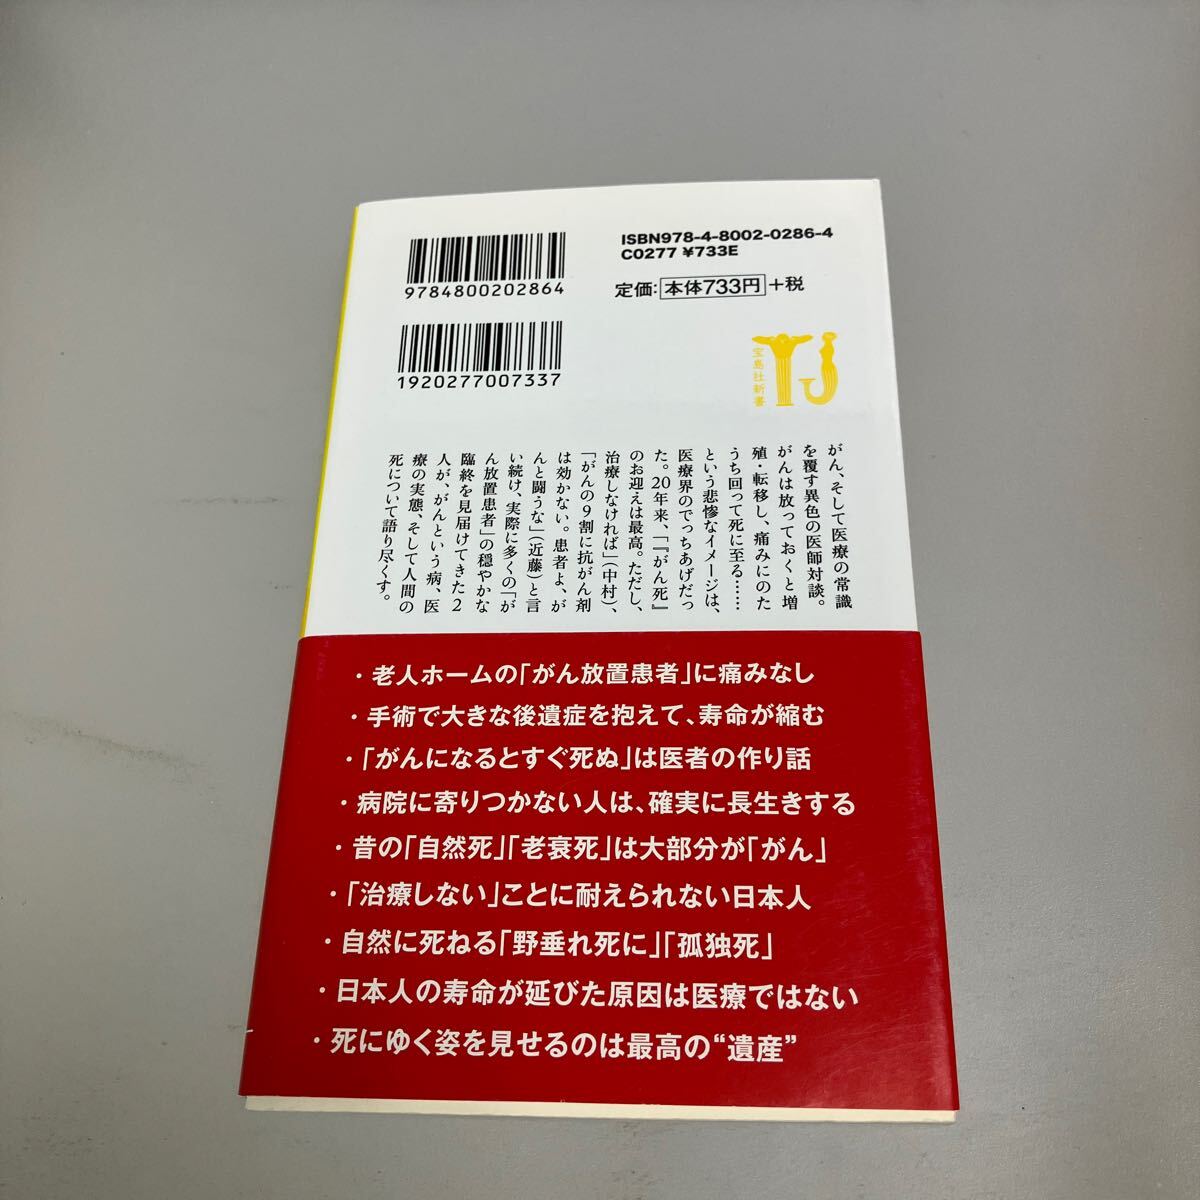 ISBN978-4-8002-0286-4
C0277 ¥733E
定価:本体733円+税
9784800202864
1920277007337
宝島社新書
がん、そして医療の常識
を覆す異色の医師対談。
がんは放っておくと増
殖・転移し、痛みにのた
うち回って死に至る……
という悲惨なイメージは、
医療界のでっちあげだっ
た。20年来、「『がん死』
のお迎えは最高。ただし、
治療しなければ」(中村)、
「がんの9割に抗がん剤
は効かない。患者よ、が
んと闘うな」(近藤)と言
い続け、実際に多くの「が
ん放置患者」の穏やかな
臨終を見届けてきた2
人が、がんという病、医
療の実態、そして人間の
死について語り尽くす。
・老人ホームの「がん放置患者」に痛みなし
・手術で大きな後遺症を抱えて、寿命が縮む
・「がんになるとすぐ死ぬ」は医者の作り話
・病院に寄りつかない人は、確実に長生きする
・昔の「自然死」「老衰死」は大部分が「がん」
・「治療しない」ことに耐えられない日本人
・自然に死ねる「野垂れ死に」「孤独死」
・日本人の寿命が延びた原因は医療ではない
・死にゆく姿を見せるのは最高の“遺産”